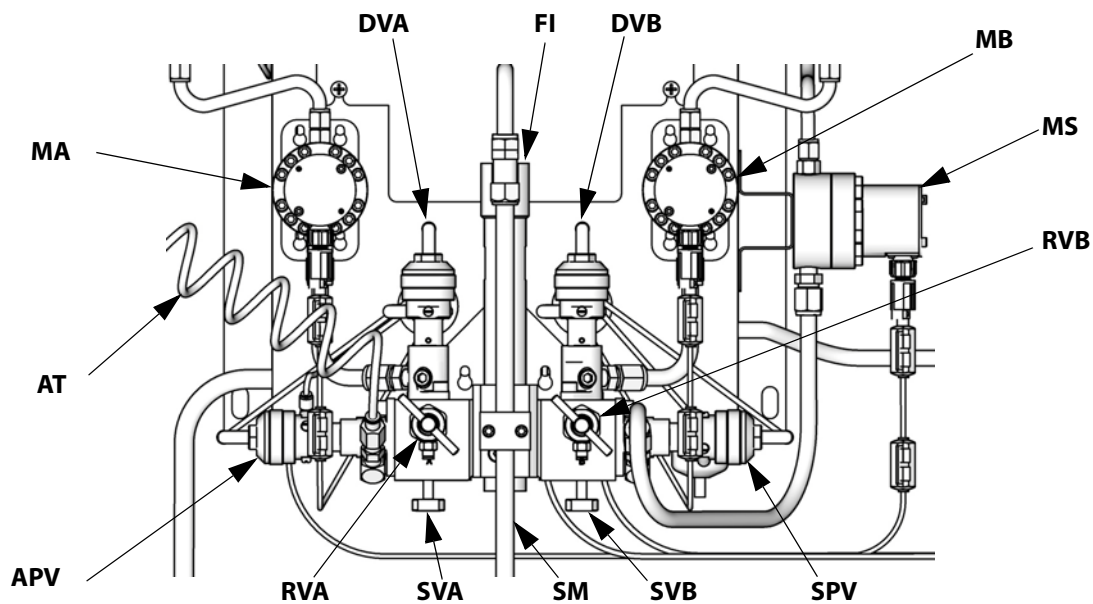 DVA FI DVB
MB
MS
MA
RVB
AT
APV
RVA SVA SM SVB SPV